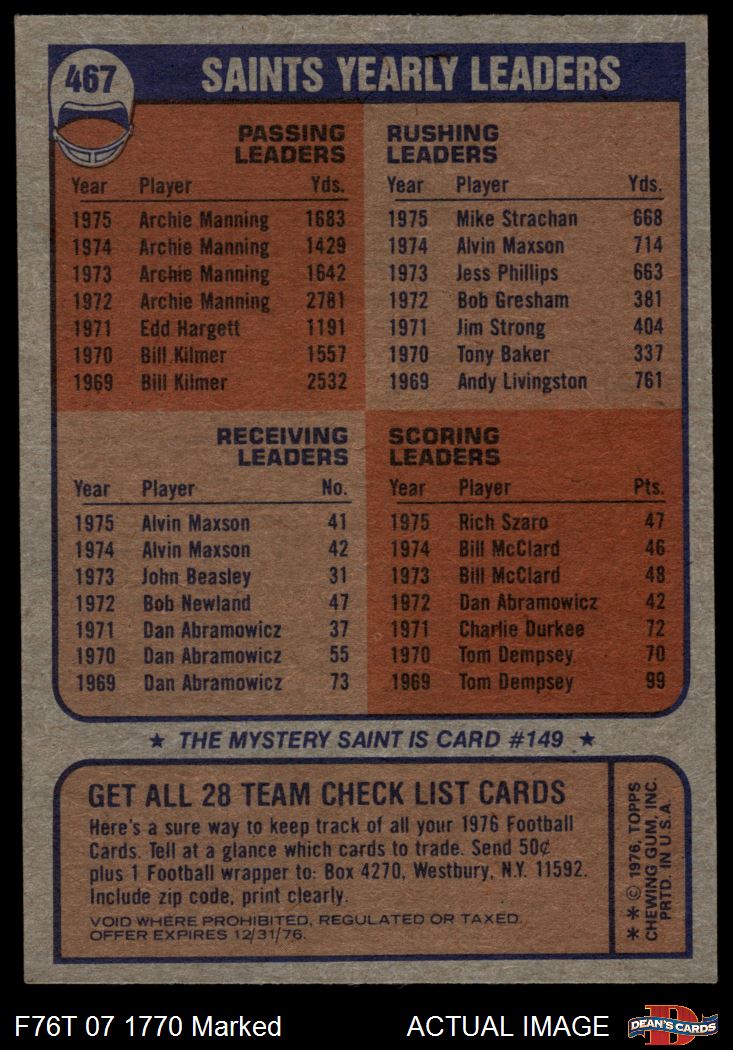 467
SAINTS YEARLY LEADERS
PASSING
LEADERS
Year Player Yds.
1975 Archie Manning 1683
1974 Archie Manning 1429
1973 Archie Manning 1642
1972 Archie Manning 2781
1971 Edd Hargett 1191
1970 Bill Kilmer 1557
1969 Bill Kilmer 2532
RUSHING
LEADERS
Year Player Yds.
1975 Mike Strachan 668
1974 Alvin Maxson 714
1973 Jess Phillips 663
1972 Bob Gresham 381
1971 Jim Strong 404
1970 Tony Baker 337
1969 Andy Livingston 761
RECEIVING
LEADERS
Year Player No.
1975 Alvin Maxson 41
1974 Alvin Maxson 42
1973 John Beasley 31
1972 Bob Newland 47
1971 Dan Abramowicz 37
1970 Dan Abramowicz 55
1969 Dan Abramowicz 73
SCORING
LEADERS
Year Player Pts.
1975 Rich Szaro 47
1974 Bill McClard 46
1973 Bill McClard 48
1972 Dan Abramowicz 42
1971 Charlie Durkee 72
1970 Tom Dempsey 70
1969 Tom Dempsey 99
★ THE MYSTERY SAINT IS CARD #149 ★
GET ALL 28 TEAM CHECK LIST CARDS
Here's a sure way to keep track of all your 1976 Football
Cards. Tell at a glance which cards to trade. Send 50¢
plus 1 Football wrapper to: Box 4270, Westbury, N.Y. 11592.
Include zip code, print clearly.
VOID WHERE PROHIBITED, REGULATED OR TAXED.
OFFER EXPIRES 12/31/76.
** © 1976, TOPPS
CHEWING GUM, INC.
PRTD. IN U.S.A.
F76T 07 1770 Marked
ACTUAL IMAGE
D
DEAN'S CARDS